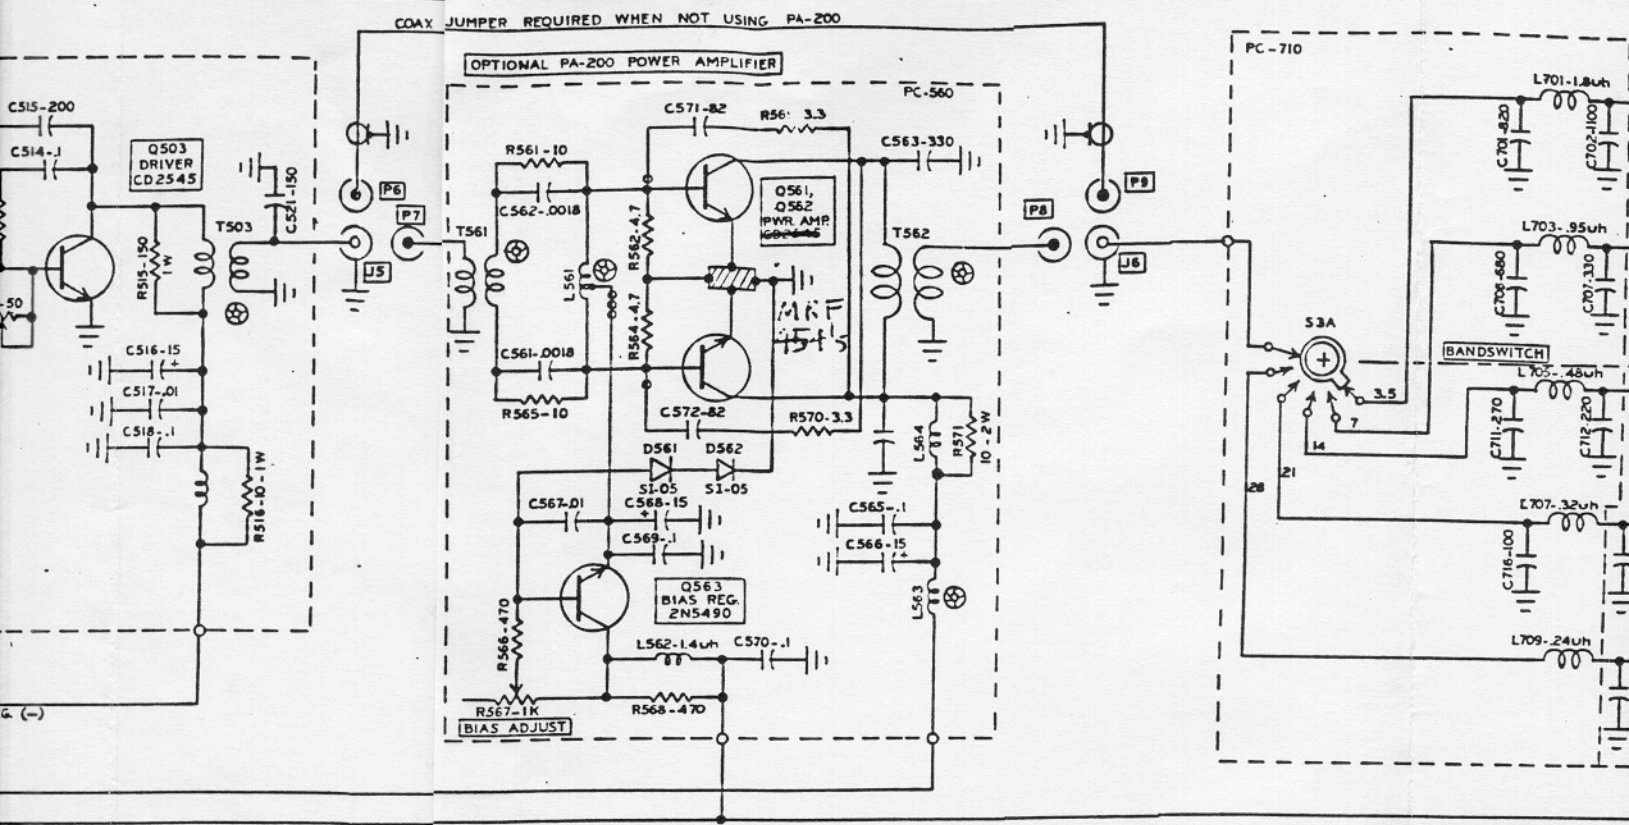 COAX JUMPER REQUIRED WHEN NOT USING PA-200
OPTIONAL PA-200 POWER AMPLIFIER
PC-560
PC-710
C515-200
C514-.1
Q503
DRIVER
CD2545
C521-150
T503
R515-150
1W
-50
C516-15
+
C517-.01
C518-.1
R516-10-1W
G (-)
P6
P7
J5
T561
R561-10
C562-.0018
L561
C561-.0018
R565-10
C571-82
3.3
R562-4.7
R564-4.7
Q561,
Q562
PWR. AMP.
MRF
454's
C563-330
T562
C572-82
R570-3.3
D561
SI-05
D562
SI-05
C567-.01
C568-15
+
C569-.1
Q563
BIAS REG.
2N5490
R566-470
L562-1.4uh
C570-.1
R567-1K
BIAS ADJUST
R568-470
L564
R571
10-2W
C565-.1
C566-15
+
L563
P8
P9
J6
S3A
BANDSWITCH
3.5
7
14
21
28
L701-1.8uh
C701-820
C702-1100
L703-.95uh
C706-680
C707-330
L705-.48uh
C711-270
C712-220
L707-.32uh
C716-100
L709-.24uh